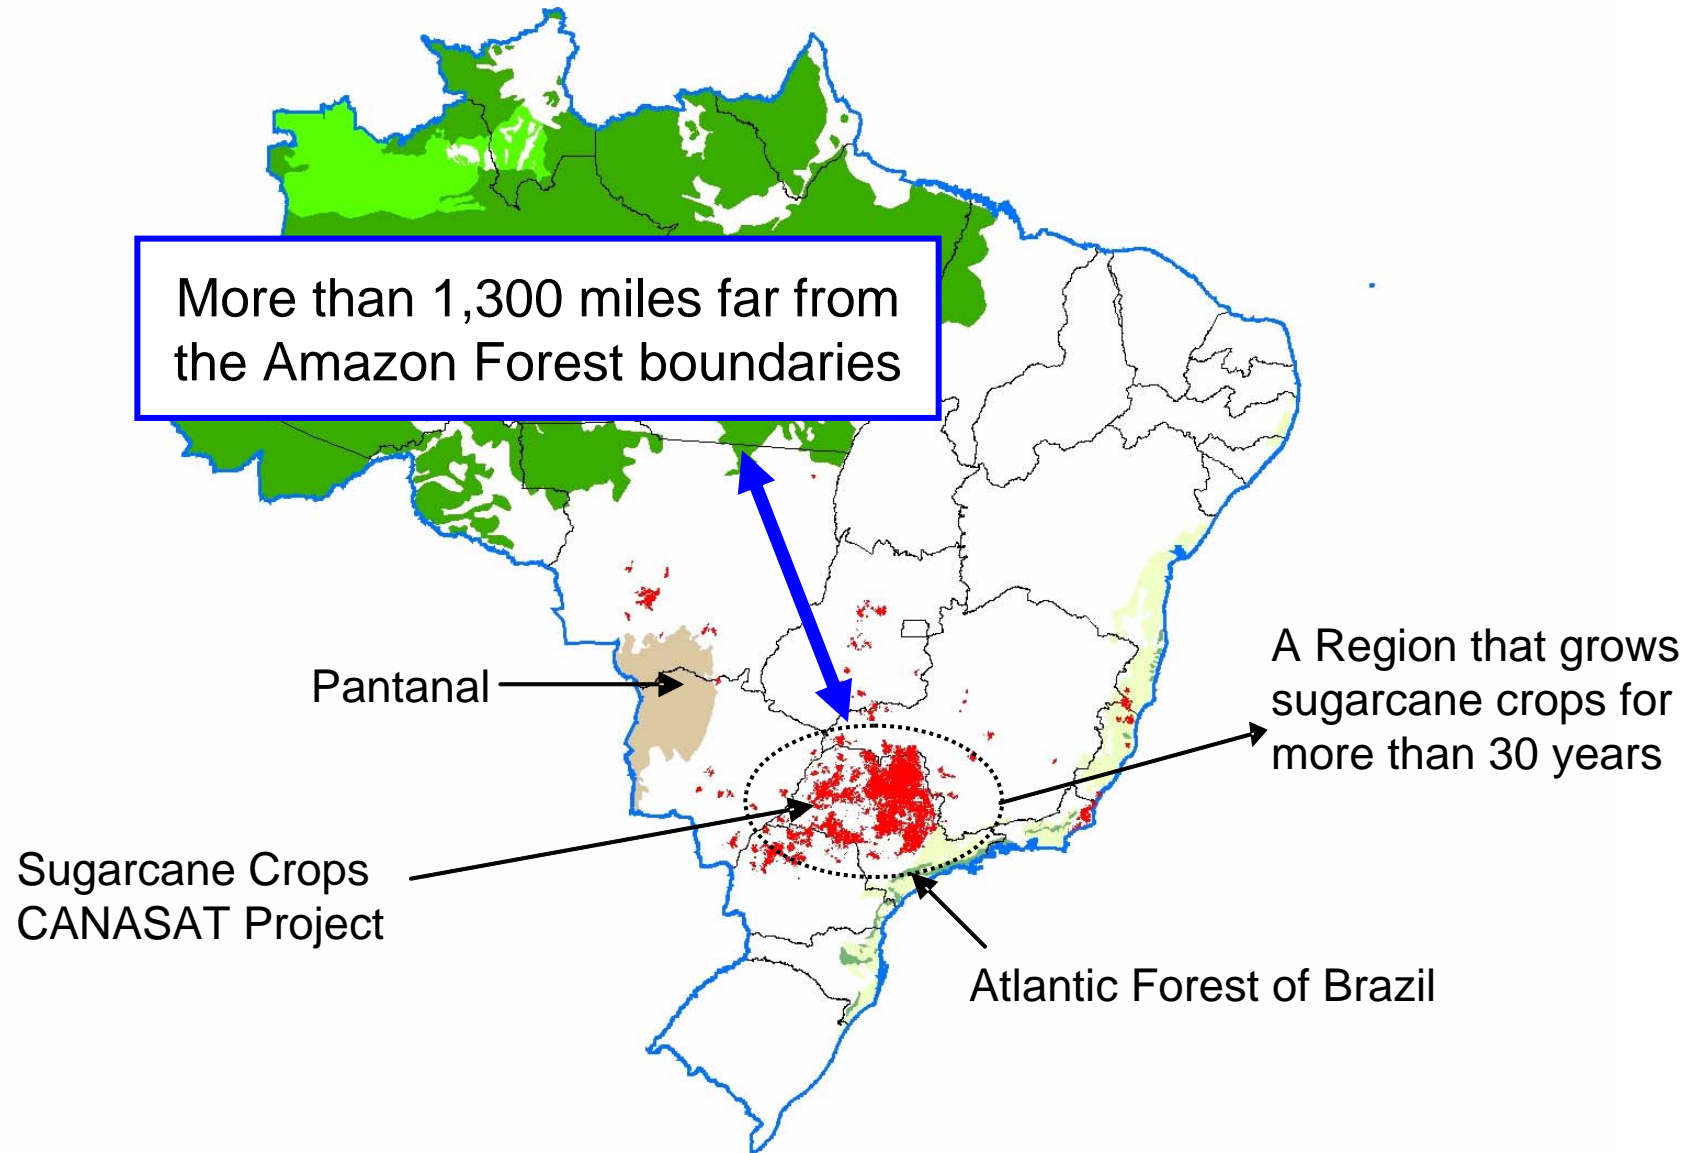 More than 1,300 miles far from
the Amazon Forest boundaries
Pantanal
A Region that grows
sugarcane crops for
more than 30 years
Sugarcane Crops
CANASAT Project
Atlantic Forest of Brazil